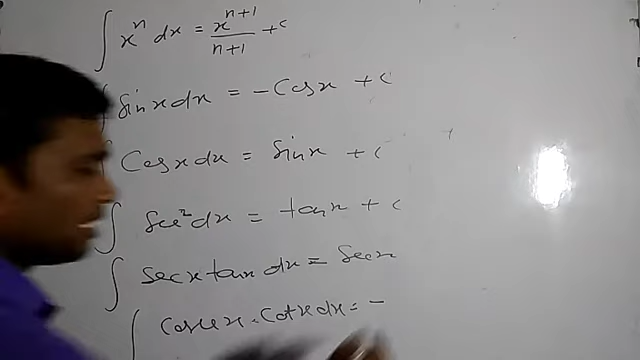 ∫ xⁿ dx = xⁿ⁺¹/n+1 + c
∫ Sinx dx = - Cosx + c
∫ Cosx dx = Sinx + c
∫ Sec² dx = tanx + c
∫ secx tanx dx = Secx
∫ Cosecx . Cotx dx = -